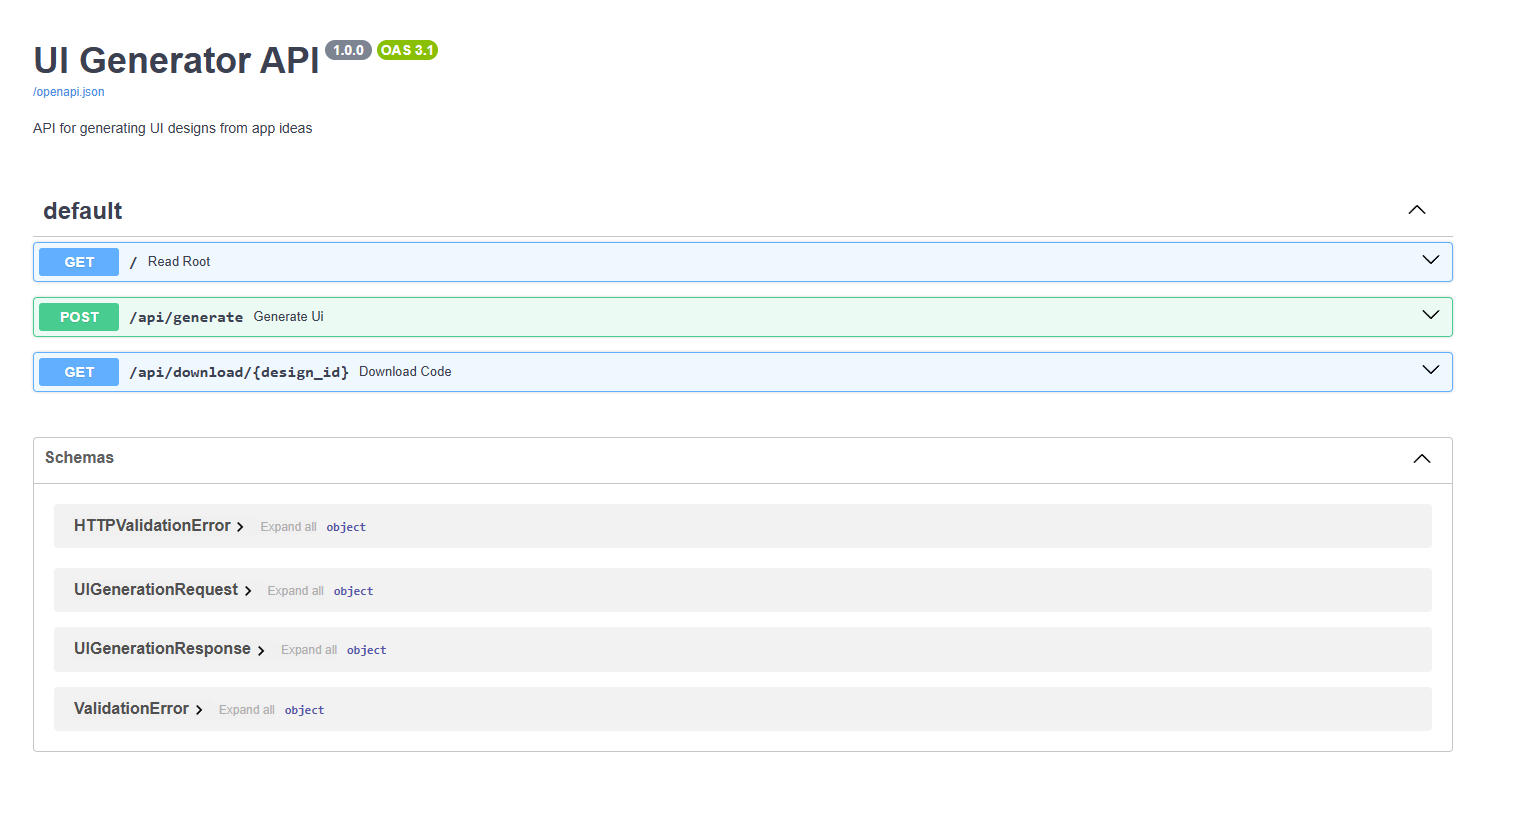 UI Generator API 1.0.0 OAS 3.1
/openapi.json
API for generating UI designs from app ideas
default
GET / Read Root
POST /api/generate Generate Ui
GET /api/download/{design_id} Download Code
Schemas
HTTPValidationError Expand all object
UIGenerationRequest Expand all object
UIGenerationResponse Expand all object
ValidationError Expand all object